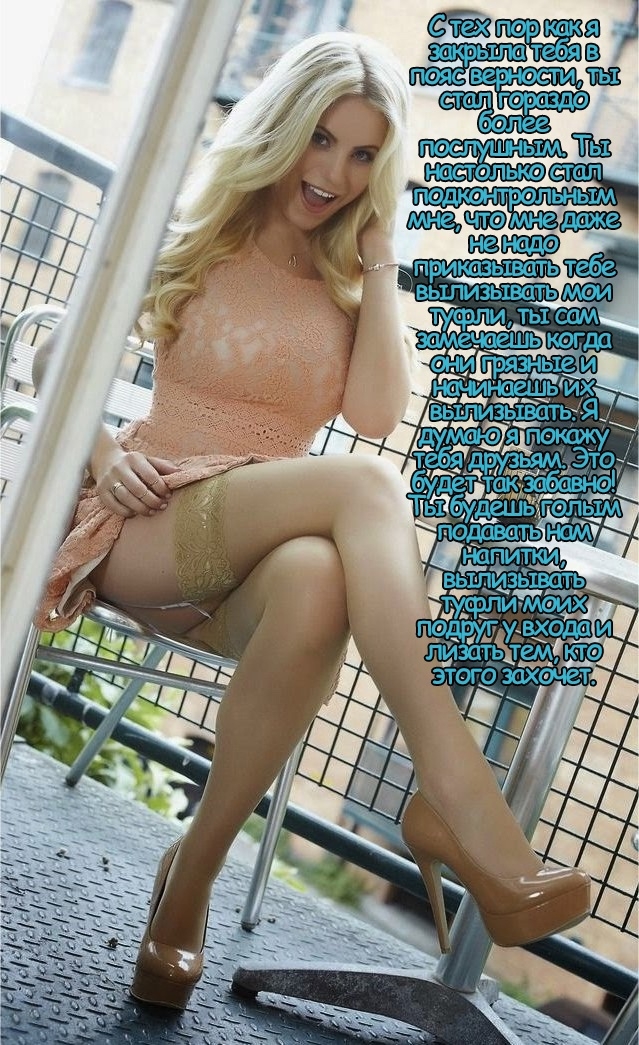 С тех пор как я
закрыла тебя в
пояс верности, ты
стал гораздо
более
послушным. Ты
настолько стал
подконтрольным
мне, что мне даже
не надо
приказывать тебе
вылизывать мои
туфли, ты сам
замечаешь когда
они грязные и
начинаешь их
вылизывать. Я
думаю я покажу
тебя друзьям. Это
будет так забавно!
Ты будешь голым
подавать нам
напитки,
вылизывать
туфли моих
подруг у входа и
лизать тем, кто
этого захочет.